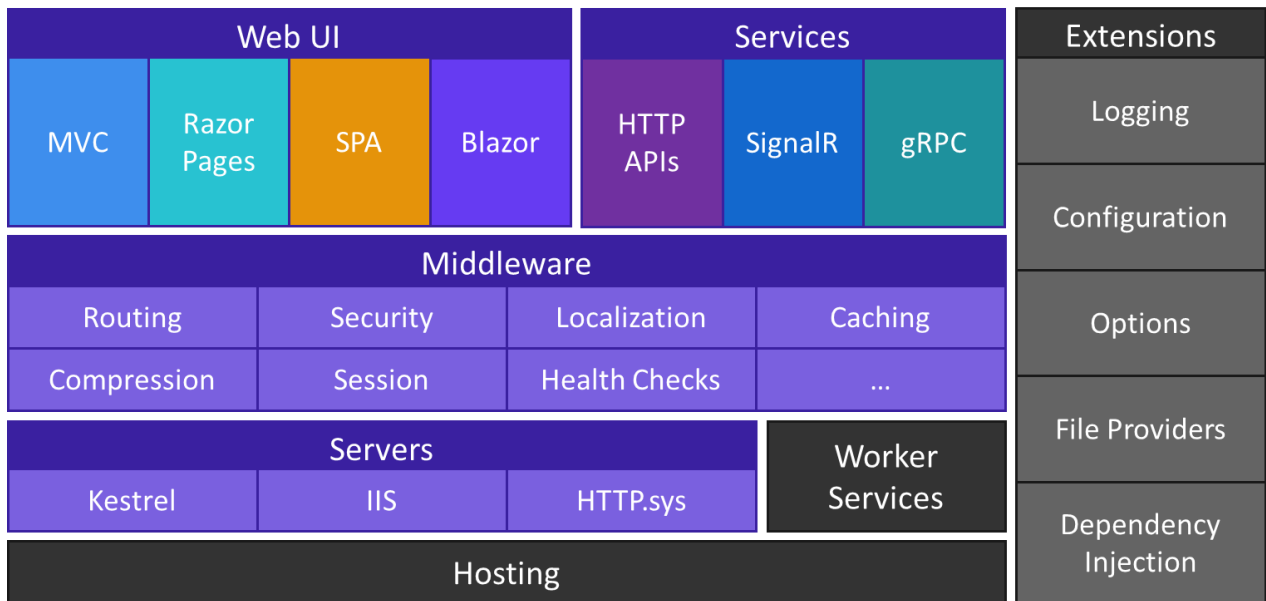 Web UI
MVC
Razor
Pages
SPA
Blazor
Services
HTTP
APIs
SignalR
gRPC
Middleware
Routing
Security
Localization
Caching
Compression
Session
Health Checks
...
Servers
Kestrel
IIS
HTTP.sys
Worker
Services
Hosting
Extensions
Logging
Configuration
Options
File Providers
Dependency
Injection